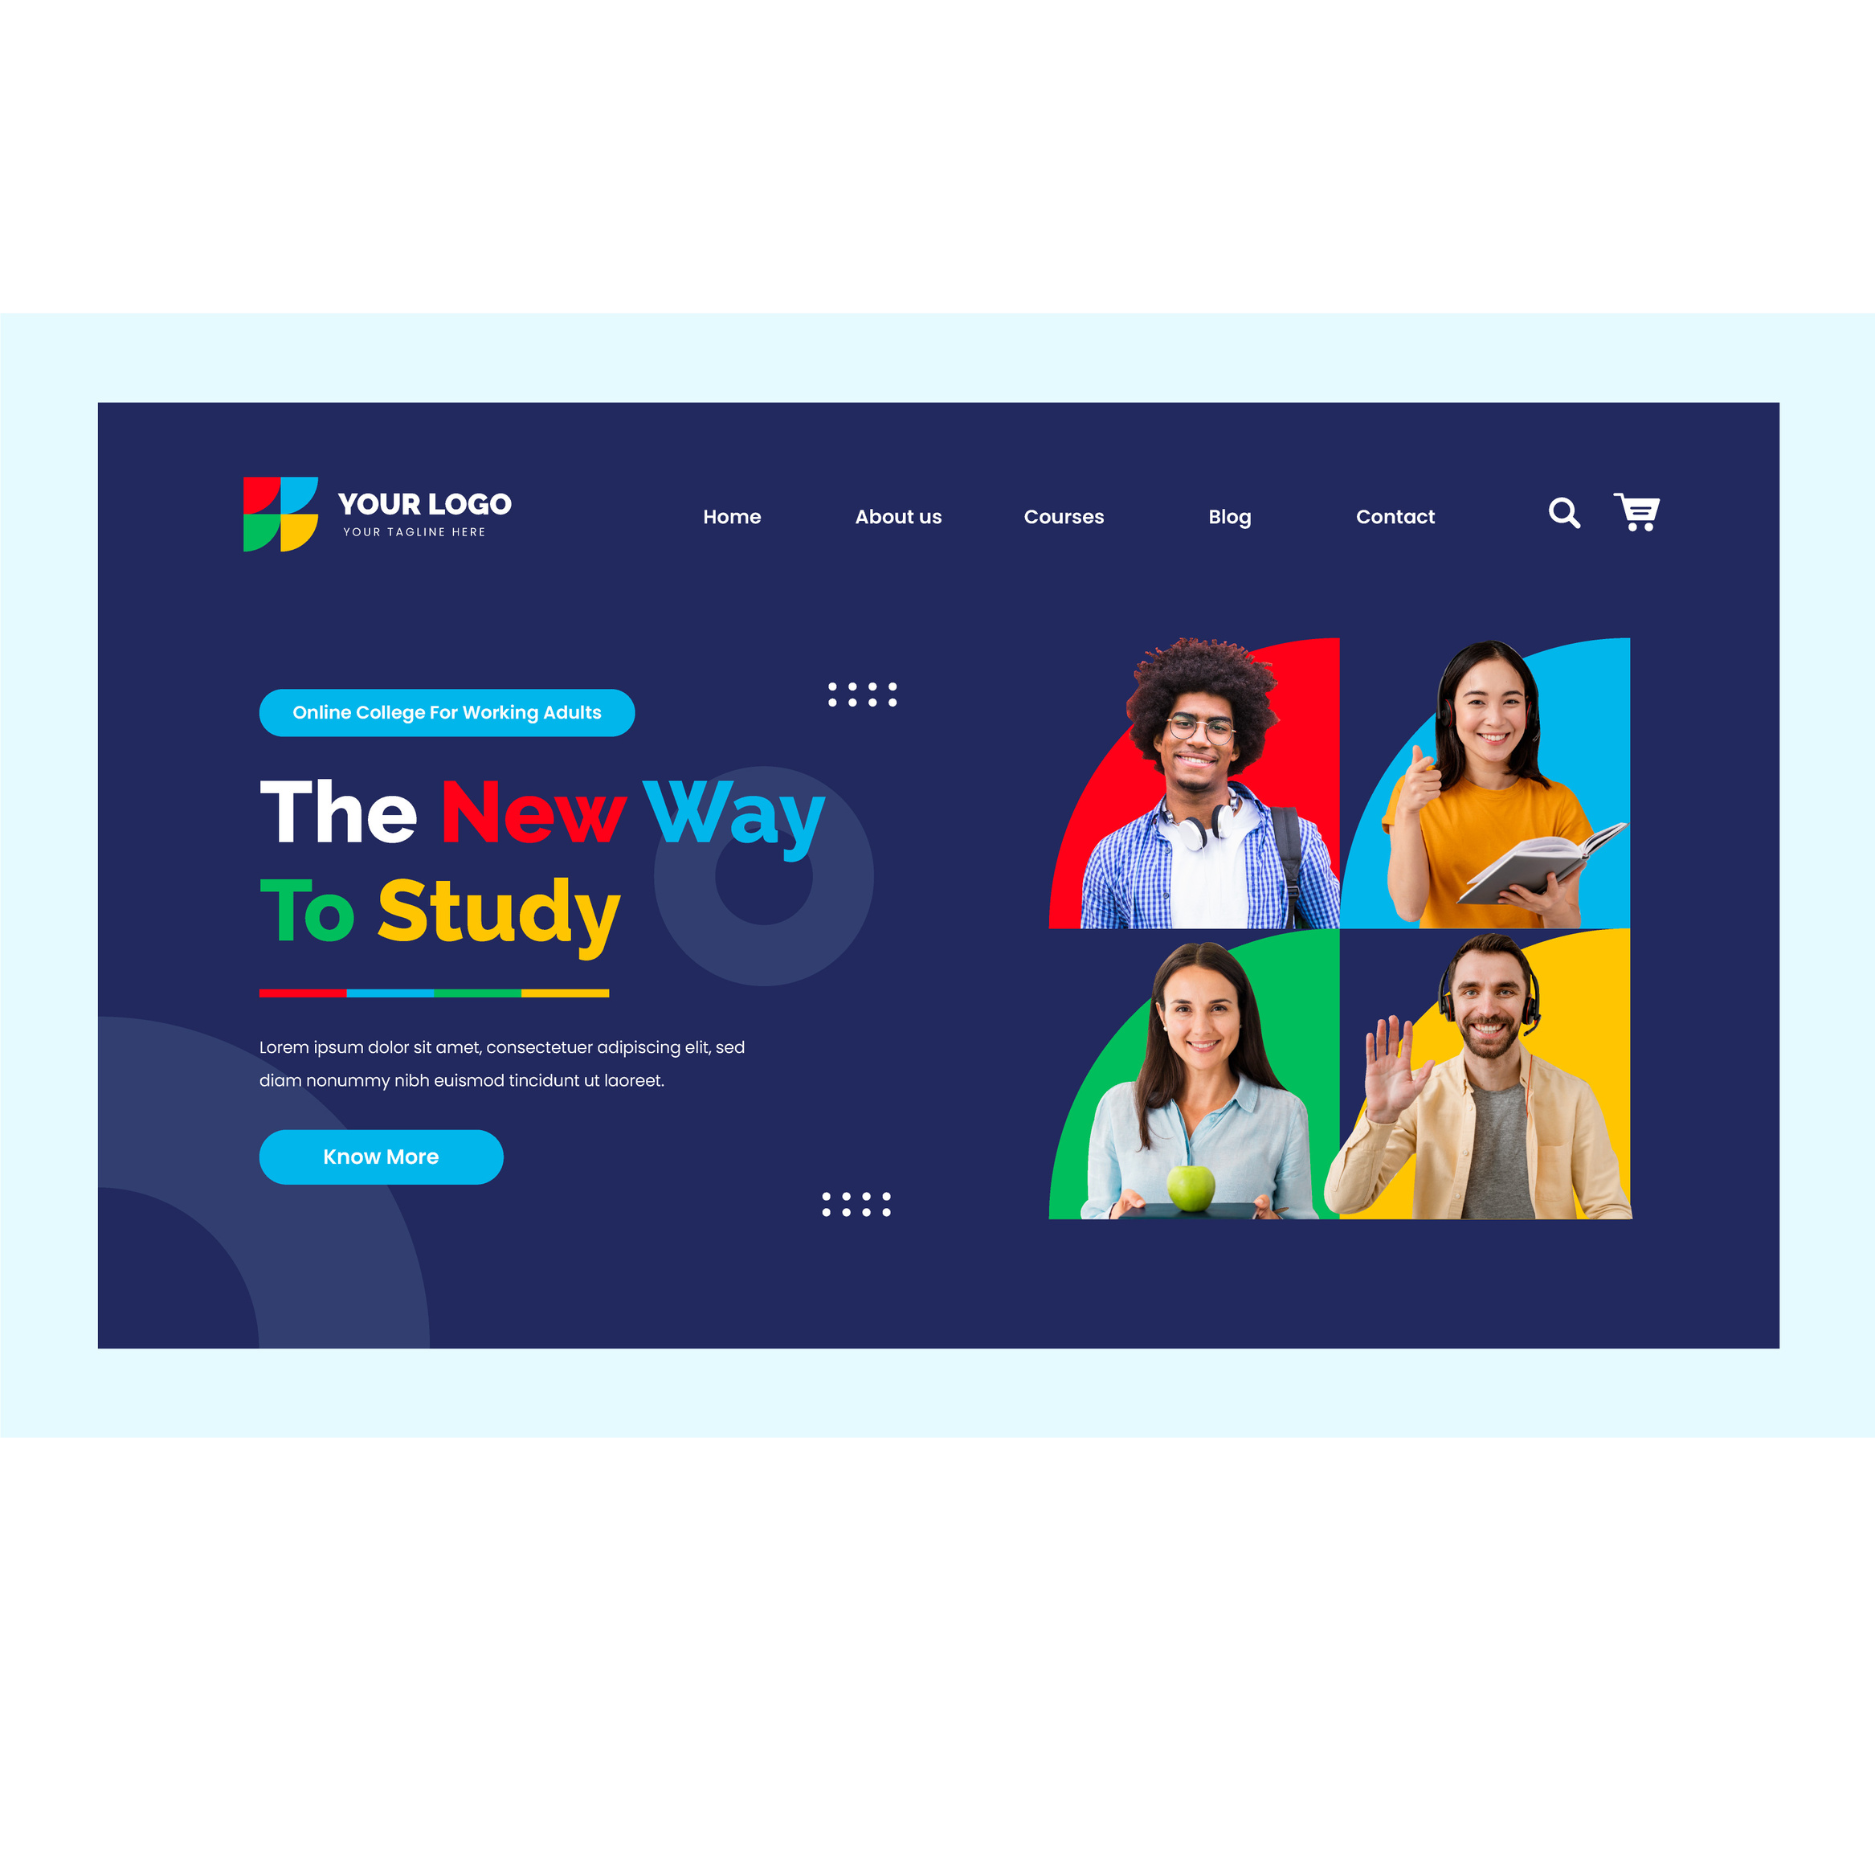 YOUR LOGO
YOUR TAGLINE HERE
Home About us Courses Blog Contact
Online College For Working Adults
The New Way
To Study
Lorem ipsum dolor sit amet, consectetuer adipiscing elit, sed
diam nonummy nibh euismod tincidunt ut laoreet.
Know More